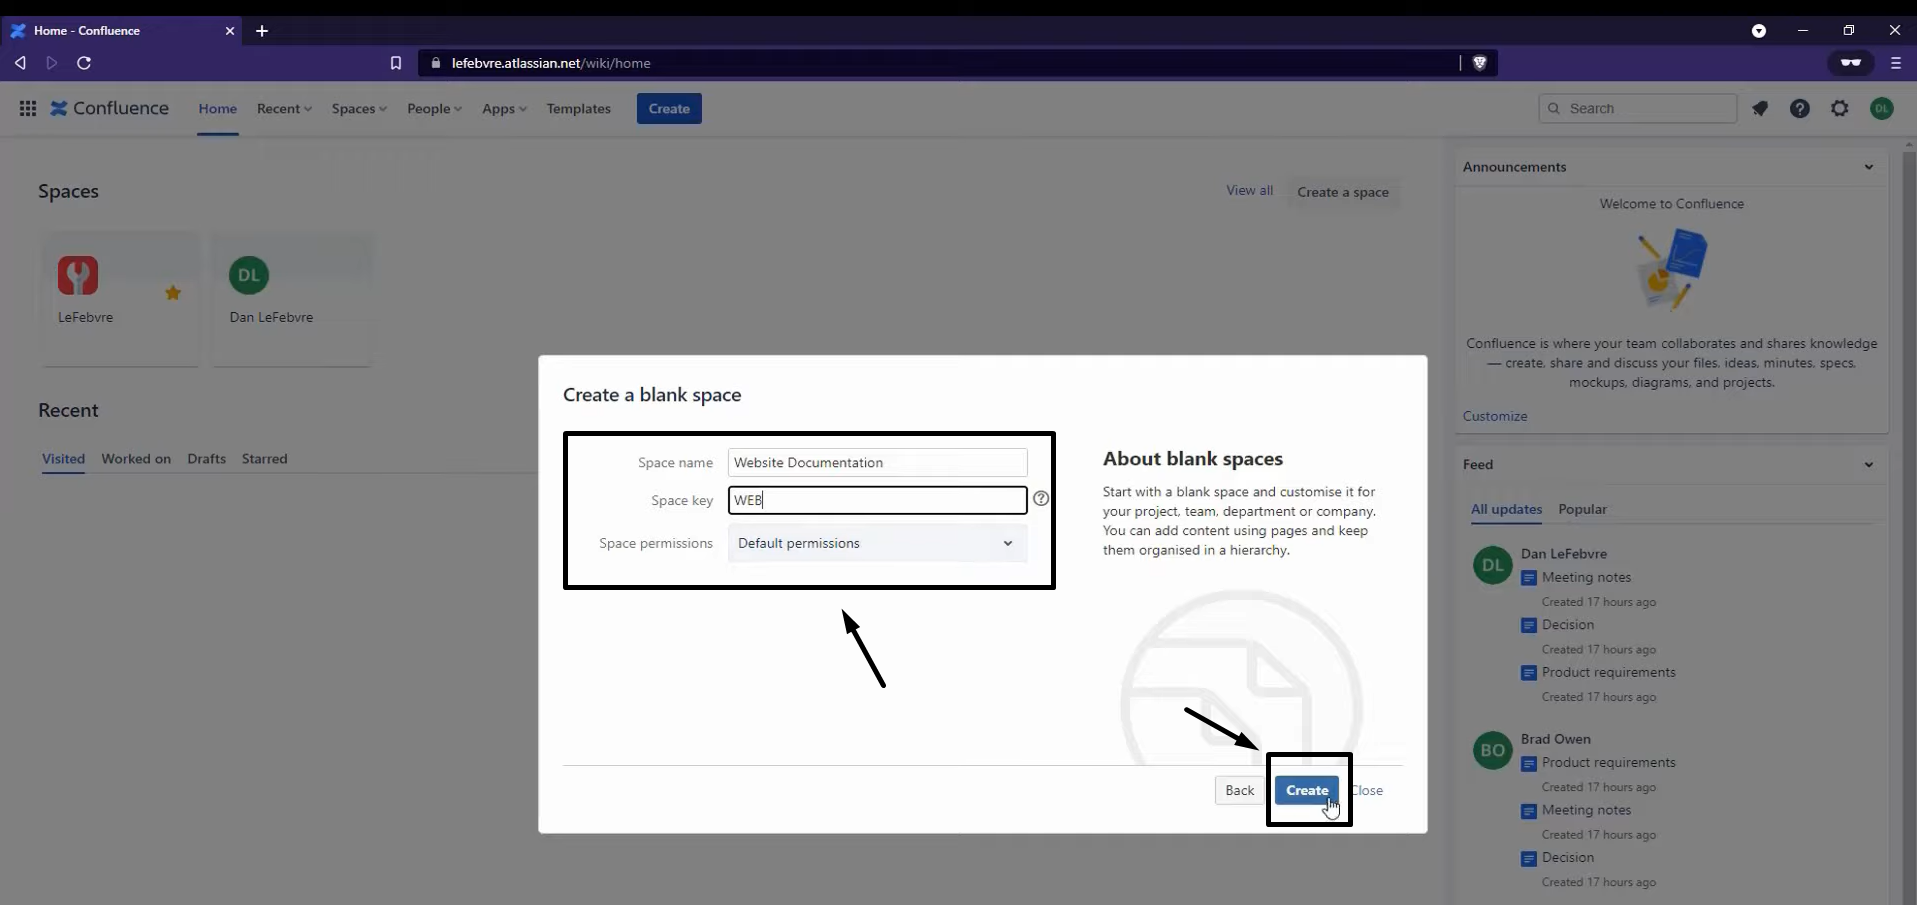 Home - Confluence
lefebvre.atlassian.net/wiki/home
Confluence Home Recent Spaces People Apps Templates Create
Search
DL
Spaces
View all Create a space
LeFebvre
DL
Dan LeFebvre
Recent
Visited Worked on Drafts Starred
Create a blank space
Space name Website Documentation
Space key WEB
Space permissions Default permissions
About blank spaces
Start with a blank space and customise it for
your project, team, department or company.
You can add content using pages and keep
them organised in a hierarchy.
Back Create Close
Announcements
Welcome to Confluence
Confluence is where your team collaborates and shares knowledge
— create, share and discuss your files, ideas, minutes, specs,
mockups, diagrams, and projects.
Customize
Feed
All updates Popular
DL
Dan LeFebvre
Meeting notes
Created 17 hours ago
Decision
Created 17 hours ago
Product requirements
Created 17 hours ago
BO
Brad Owen
Product requirements
Created 17 hours ago
Meeting notes
Created 17 hours ago
Decision
Created 17 hours ago